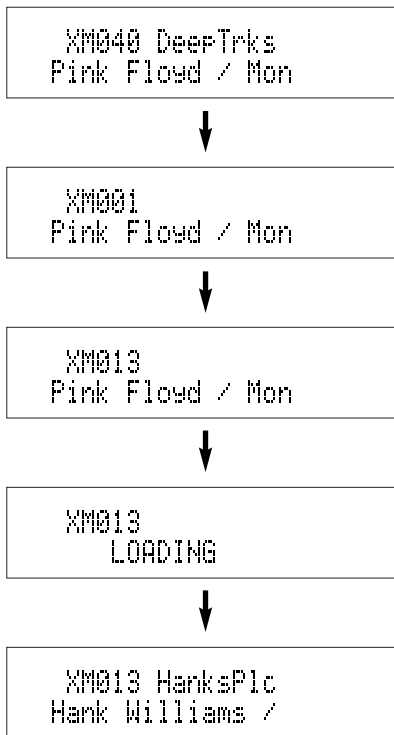 XM040 DeepTrks
Pink Floyd / Mon
XM001
Pink Floyd / Mon
XM013
Pink Floyd / Mon
XM013
LOADING
XM013 HanksPlc
Hank Williams /